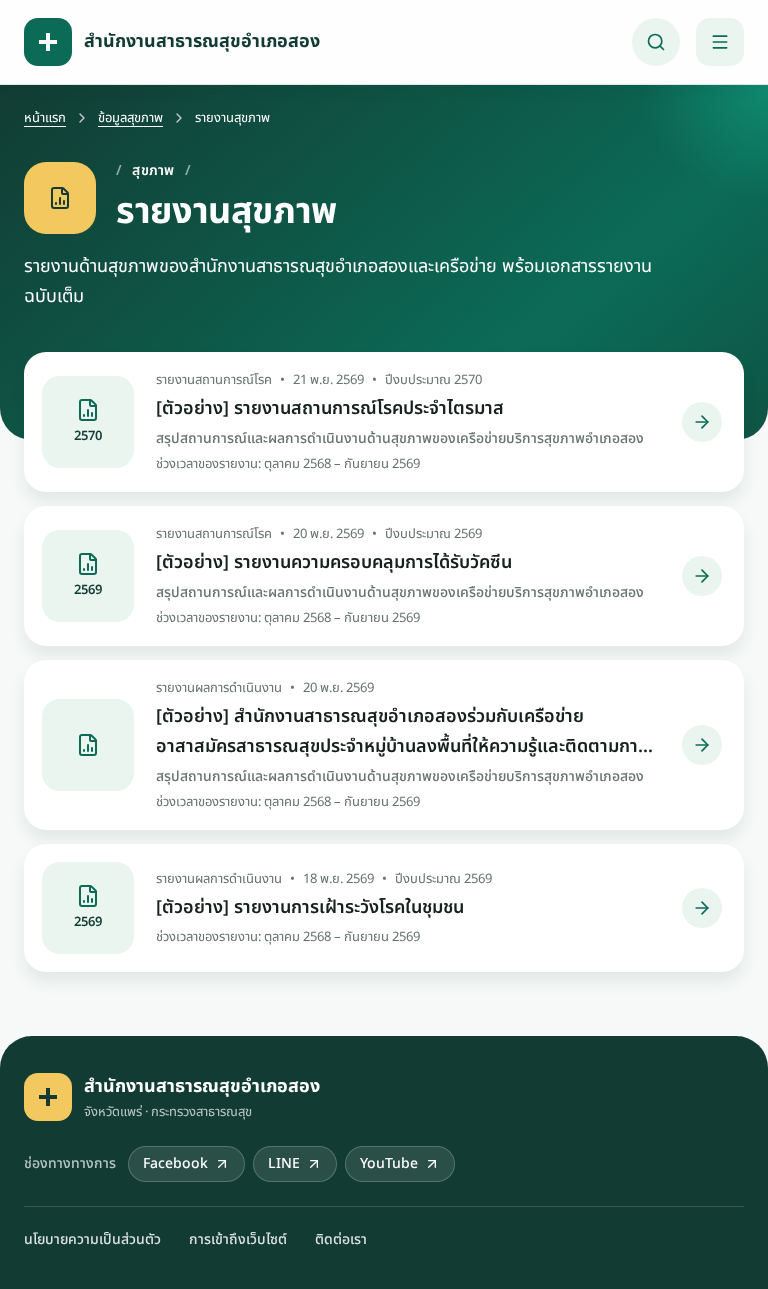 สำนักงานสาธารณสุขอำเภอสอง
หน้าแรก > ข้อมูลสุขภาพ > รายงานสุขภาพ
/ สุขภาพ /
รายงานสุขภาพ
รายงานด้านสุขภาพของสำนักงานสาธารณสุขอำเภอสองและเครือข่าย พร้อมเอกสารรายงาน
ฉบับเต็ม
รายงานสถานการณ์โรค • 21 พ.ย. 2569 • ปีงบประมาณ 2570
[ตัวอย่าง] รายงานสถานการณ์โรคประจำไตรมาส
สรุปสถานการณ์และผลการดำเนินงานด้านสุขภาพของเครือข่ายบริการสุขภาพอำเภอสอง
ช่วงเวลาของรายงาน: ตุลาคม 2568 – กันยายน 2569
2570
รายงานสถานการณ์โรค • 20 พ.ย. 2569 • ปีงบประมาณ 2569
[ตัวอย่าง] รายงานความครอบคลุมการได้รับวัคซีน
สรุปสถานการณ์และผลการดำเนินงานด้านสุขภาพของเครือข่ายบริการสุขภาพอำเภอสอง
ช่วงเวลาของรายงาน: ตุลาคม 2568 – กันยายน 2569
2569
รายงานผลการดำเนินงาน • 20 พ.ย. 2569
[ตัวอย่าง] สำนักงานสาธารณสุขอำเภอสองร่วมกับเครือข่าย
อาสาสมัครสาธารณสุขประจำหมู่บ้านลงพื้นที่ให้ความรู้และติดตามกา...
สรุปสถานการณ์และผลการดำเนินงานด้านสุขภาพของเครือข่ายบริการสุขภาพอำเภอสอง
ช่วงเวลาของรายงาน: ตุลาคม 2568 – กันยายน 2569
รายงานผลการดำเนินงาน • 18 พ.ย. 2569 • ปีงบประมาณ 2569
[ตัวอย่าง] รายงานการเฝ้าระวังโรคในชุมชน
ช่วงเวลาของรายงาน: ตุลาคม 2568 – กันยายน 2569
2569
สำนักงานสาธารณสุขอำเภอสอง
จังหวัดแพร่ · กระทรวงสาธารณสุข
ช่องทางทางการ Facebook LINE YouTube
นโยบายความเป็นส่วนตัว การเข้าถึงเว็บไซต์ ติดต่อเรา